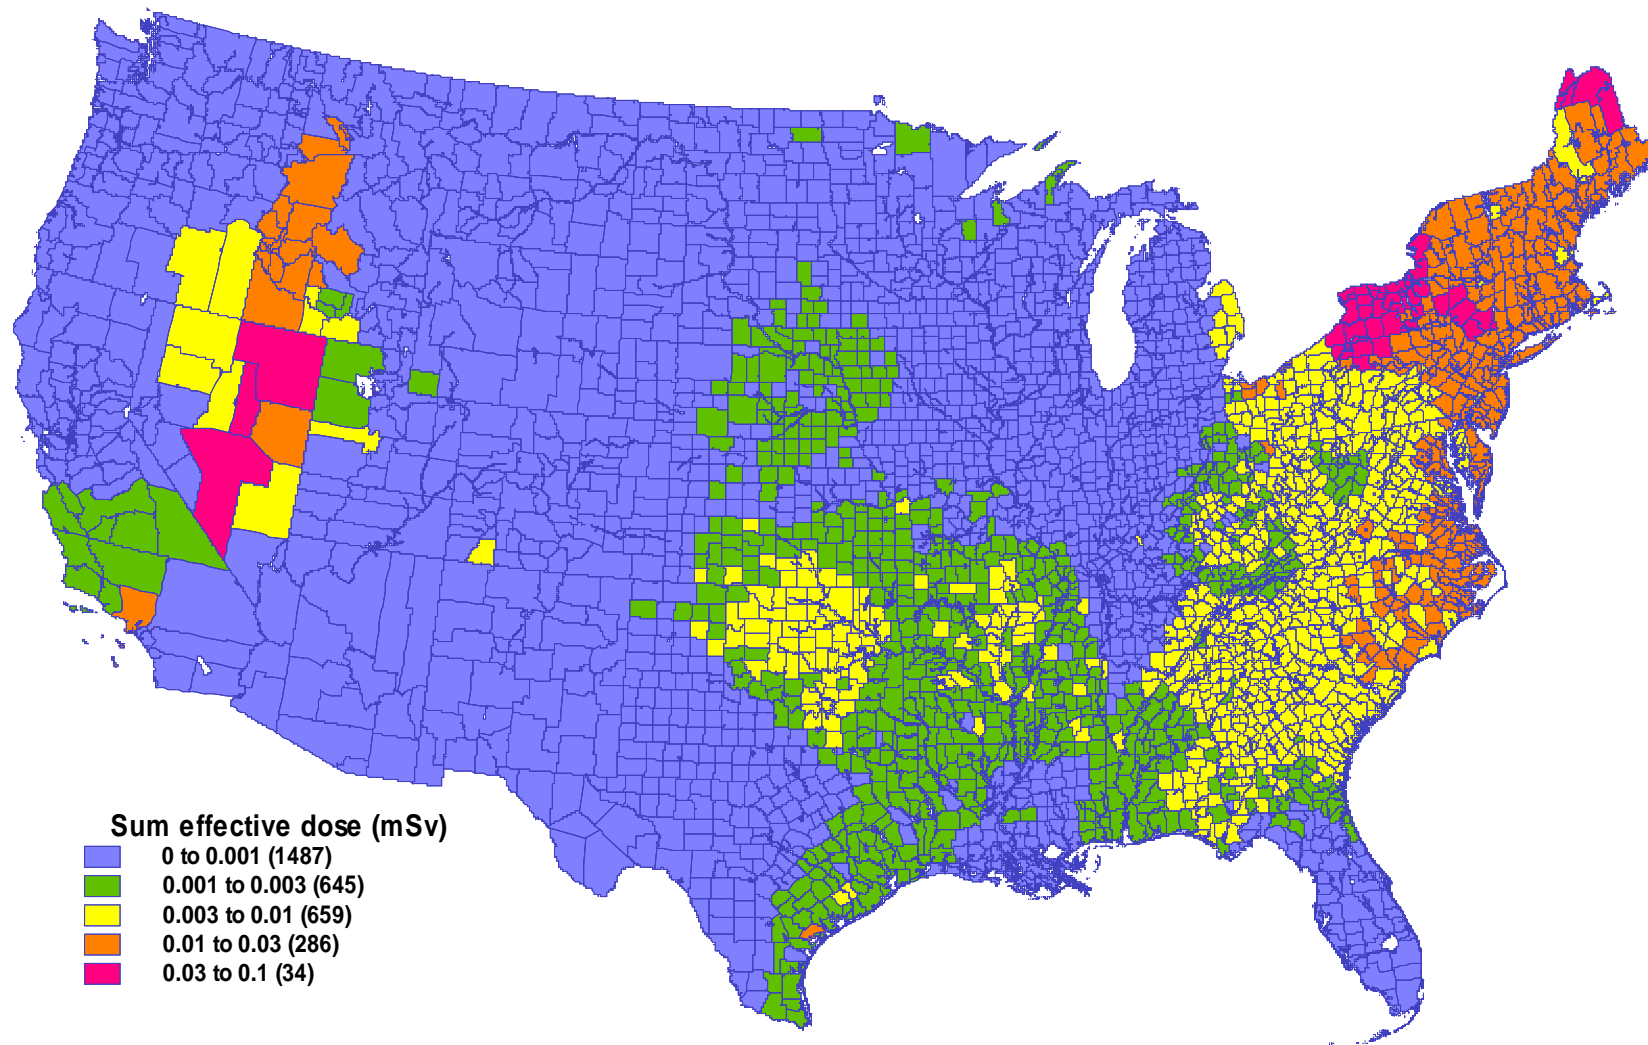 Sum effective dose (mSv)
0 to 0.001 (1487)
0.001 to 0.003 (645)
0.003 to 0.01 (659)
0.01 to 0.03 (286)
0.03 to 0.1 (34)